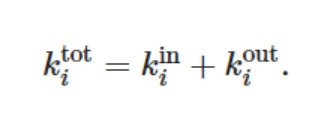 k_i^tot = k_i^in + k_i^out.